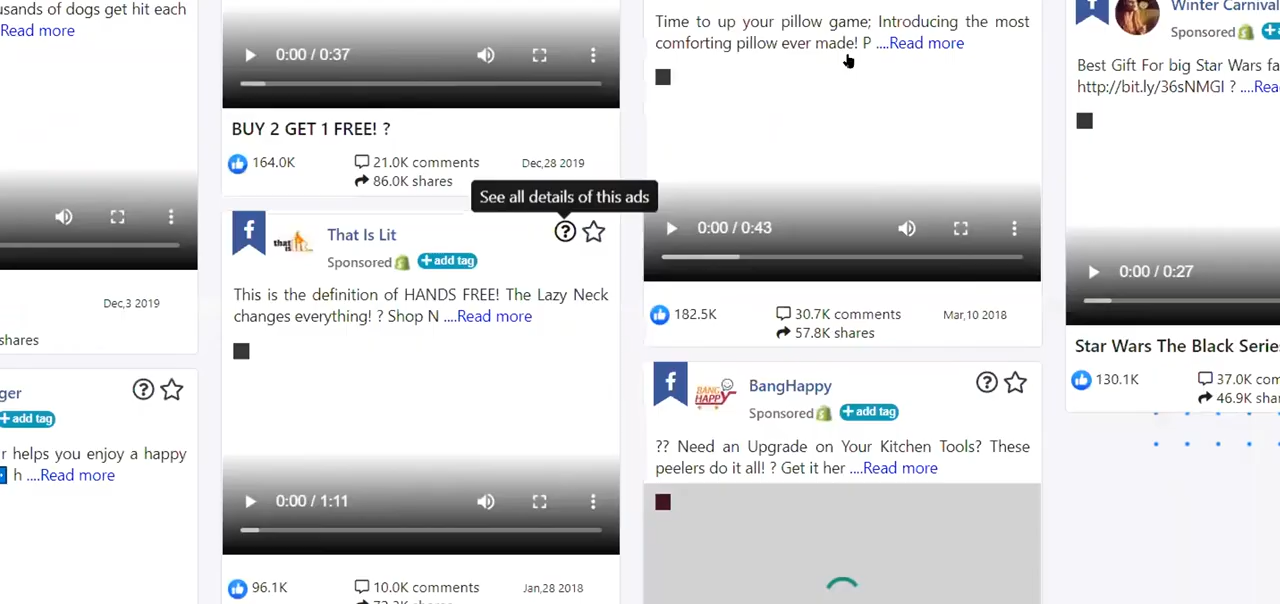 usands of dogs get hit each
Read more
Dec,3 2019
shares
ger
+ add tag
r helps you enjoy a happy
h ....Read more
0:00 / 0:37
BUY 2 GET 1 FREE! ?
164.0K
21.0K comments
Dec,28 2019
86.0K shares
See all details of this ads
That Is Lit
Sponsored
+ add tag
This is the definition of HANDS FREE! The Lazy Neck
changes everything! ? Shop N ....Read more
0:00 / 1:11
96.1K
10.0K comments
Jan,28 2018
Time to up your pillow game; Introducing the most
comforting pillow ever made! P ....Read more
0:00 / 0:43
182.5K
30.7K comments
Mar,10 2018
57.8K shares
BANG HAPPY
BangHappy
Sponsored
+ add tag
?? Need an Upgrade on Your Kitchen Tools? These
peelers do it all! ? Get it her ....Read more
Winter Carnival
Sponsored
Best Gift For big Star Wars fa
http://bit.ly/36sNMGI ? ....Rea
0:00 / 0:27
Star Wars The Black Serie
130.1K
37.0K com
46.9K shar